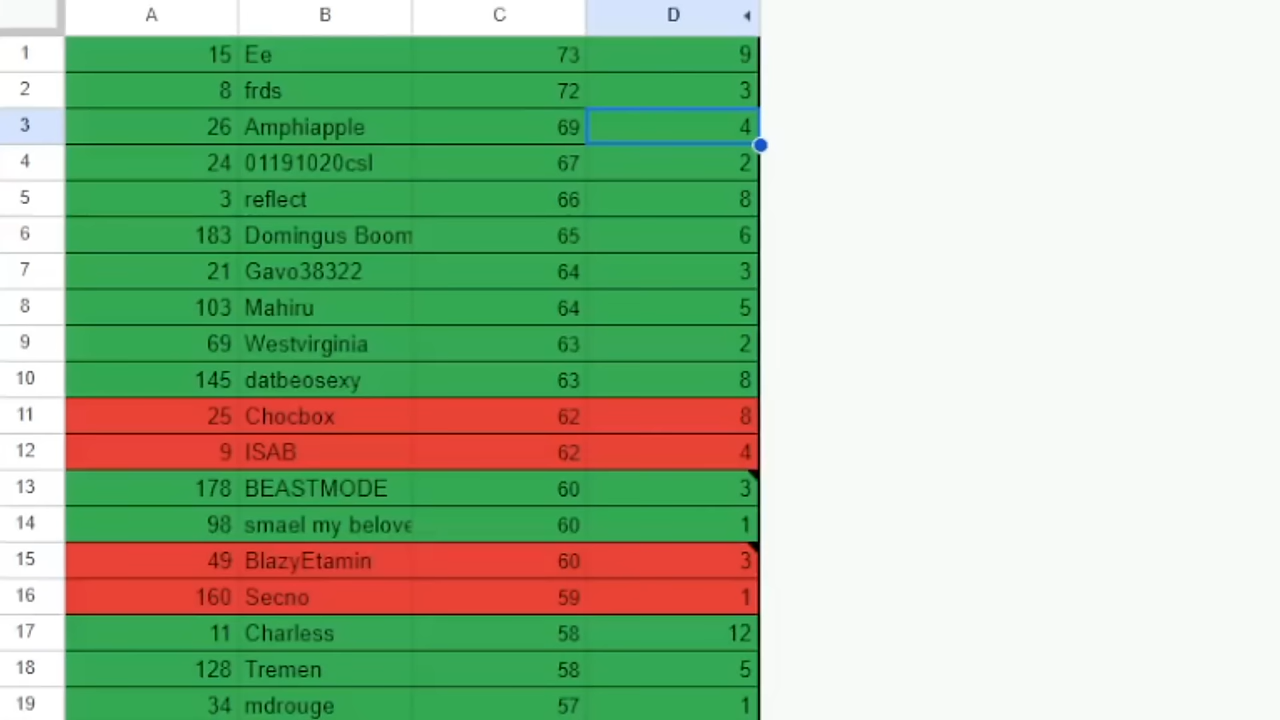 A B C D
1 15 Ee 73 9
2 8 frds 72 3
3 26 Amphiapple 69 4
4 24 01191020csl 67 2
5 3 reflect 66 8
6 183 Domingus Boom 65 6
7 21 Gavo38322 64 3
8 103 Mahiru 64 5
9 69 Westvirginia 63 2
10 145 datbeosexy 63 8
11 25 Chocbox 62 8
12 9 ISAB 62 4
13 178 BEASTMODE 60 3
14 98 smael my belove 60 1
15 49 BlazyEtamin 60 3
16 160 Secno 59 1
17 11 Charless 58 12
18 128 Tremen 58 5
19 34 mdrouge 57 1